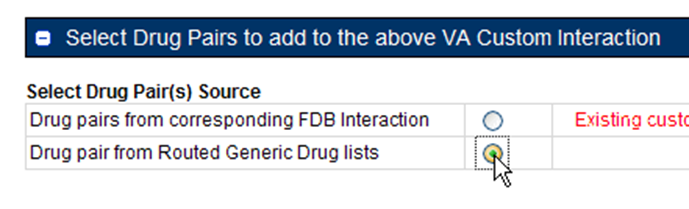 Select Drug Pairs to add to the above VA Custom Interaction
Select Drug Pair(s) Source
Drug pairs from corresponding FDB Interaction Existing custo
Drug pair from Routed Generic Drug lists